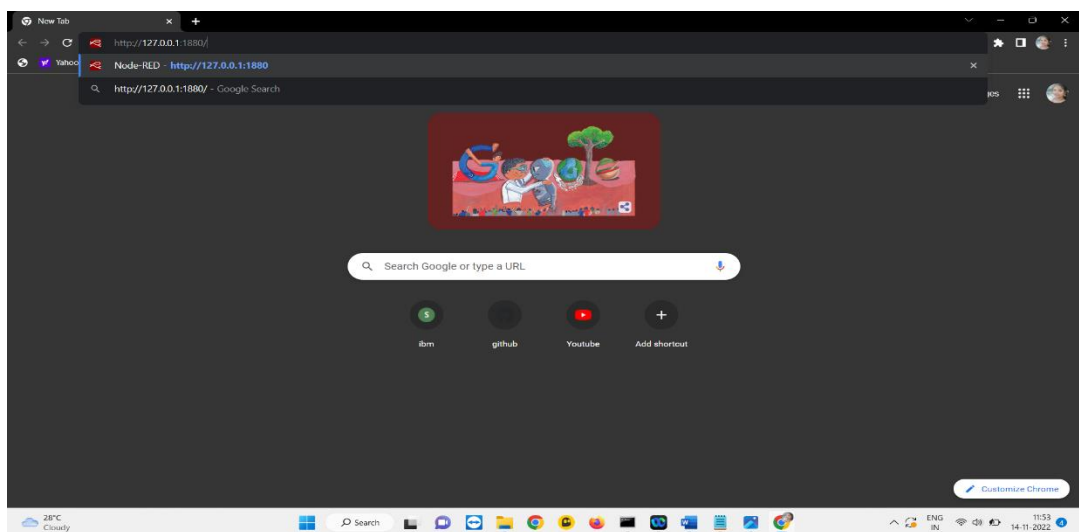 New Tab
http://127.0.0.1:1880/
Yahoo
Node-RED - http://127.0.0.1:1880
http://127.0.0.1:1880/ - Google Search
ges
Search Google or type a URL
S
ibm
github
Youtube
Add shortcut
Customize Chrome
28°C
Cloudy
Search
ENG
IN
11:53
14-11-2022
4